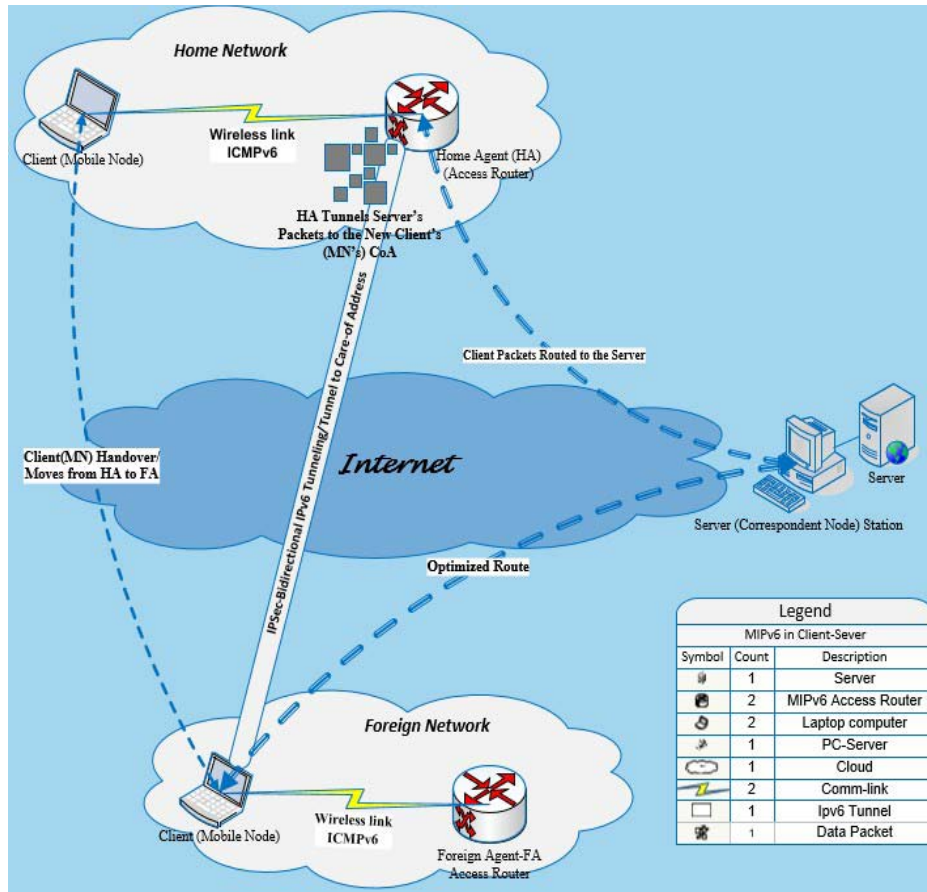 Home Network
Wireless link
ICMPv6
Client (Mobile Node)
Home Agent (HA)
(Access Router)
HA Tunnels Server's
Packets to the New Client's
(MN's) CoA
IPSec-Bidirectional IPv6 Tunneling/Tunnel to Care-of Address
Client Packets Routed to the Server
Client(MN) Handover/
Moves from HA to FA
Internet
Server
Server (Correspondent Node) Station
Optimized Route
Legend
MIPv6 in Client-Sever
Symbol Count Description
1 Server
2 MIPv6 Access Router
2 Laptop computer
1 PC-Server
1 Cloud
2 Comm-link
1 Ipv6 Tunnel
1 Data Packet
Foreign Network
Client (Mobile Node)
Wireless link
ICMPv6
Foreign Agent-FA
Access Router